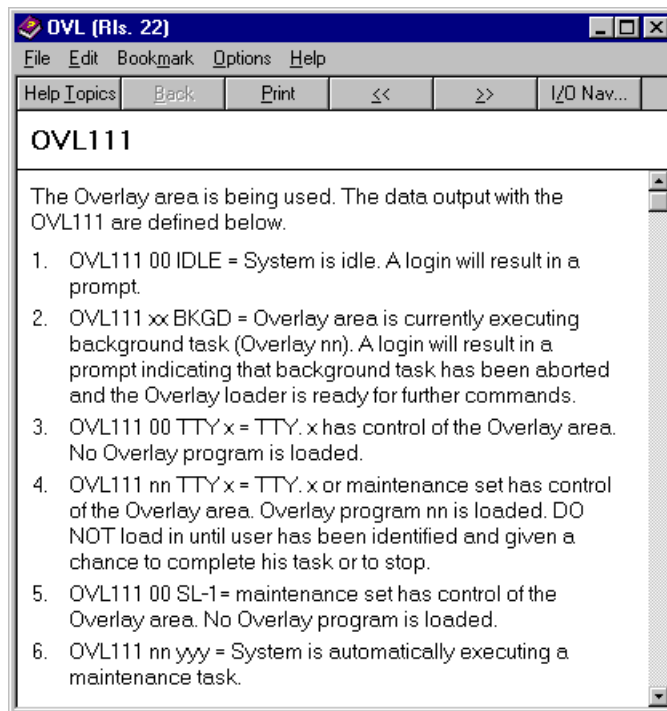 OVL (Rls. 22)
File Edit Bookmark Options Help
Help Topics Back Print << >> I/O Nav...
OVL111
The Overlay area is being used. The data output with the
OVL111 are defined below.
1. OVL111 00 IDLE = System is idle. A login will result in a
prompt.
2. OVL111 xx BKGD = Overlay area is currently executing
background task (Overlay nn). A login will result in a
prompt indicating that background task has been aborted
and the Overlay loader is ready for further commands.
3. OVL111 00 TTY x = TTY. x has control of the Overlay area.
No Overlay program is loaded.
4. OVL111 nn TTY x = TTY. x or maintenance set has control
of the Overlay area. Overlay program nn is loaded. DO
NOT load in until user has been identified and given a
chance to complete his task or to stop.
5. OVL111 00 SL-1= maintenance set has control of the
Overlay area. No Overlay program is loaded.
6. OVL111 nn yyy = System is automatically executing a
maintenance task.